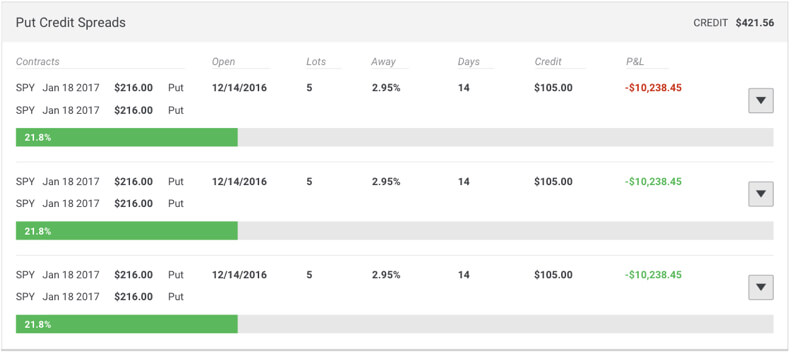 Put Credit Spreads CREDIT $421.56
Contracts Open Lots Away Days Credit P&L
SPY Jan 18 2017 $216.00 Put 12/14/2016 5 2.95% 14 $105.00 -$10,238.45
SPY Jan 18 2017 $216.00 Put
21.8%
SPY Jan 18 2017 $216.00 Put 12/14/2016 5 2.95% 14 $105.00 -$10,238.45
SPY Jan 18 2017 $216.00 Put
21.8%
SPY Jan 18 2017 $216.00 Put 12/14/2016 5 2.95% 14 $105.00 -$10,238.45
SPY Jan 18 2017 $216.00 Put
21.8%